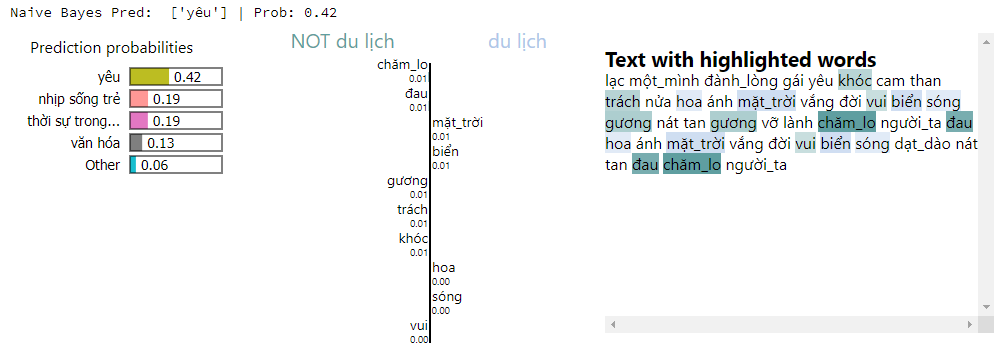 Naive Bayes Pred:  ['yêu'] | Prob: 0.42
Prediction probabilities
yêu 0.42
nhịp sống trẻ 0.19
thời sự trong... 0.19
văn hóa 0.13
Other 0.06
NOT du lịch du lịch
chăm_lo
0.01
đau
0.01
mặt_trời
0.01
biển
0.01
gương
0.01
trách
0.01
khóc
0.01
hoa
0.00
sóng
0.00
vui
0.00
Text with highlighted words
lạc một_mình đành_lòng gái yêu khóc cam than
trách nửa hoa ánh mặt_trời vắng đời vui biển sóng
gương nát tan gương vỡ lành chăm_lo người_ta đau
hoa ánh mặt_trời vắng đời vui biển sóng dạt_dào nát
tan đau chăm_lo người_ta